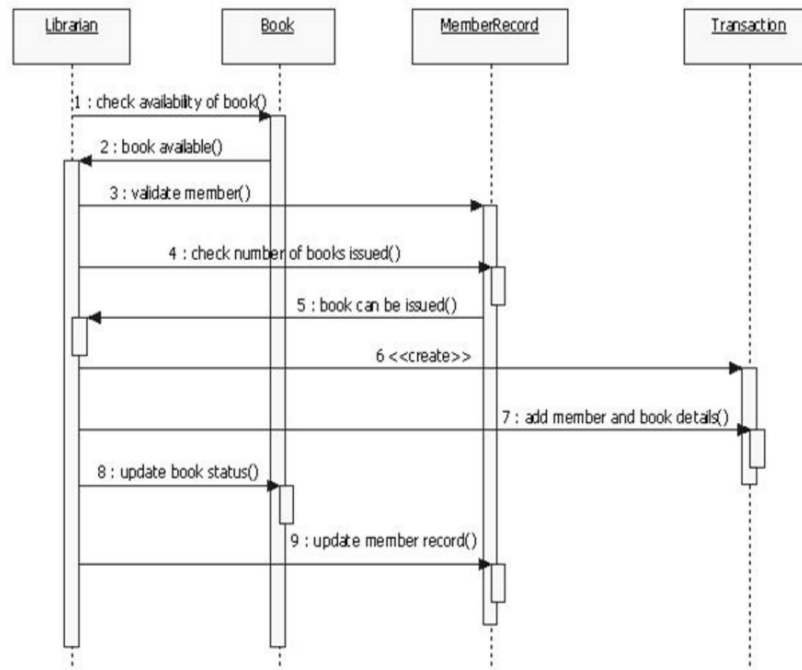 Librarian
Book
MemberRecord
Transaction
1 : check availability of book()
2 : book available()
3 : validate member()
4 : check number of books issued()
5 : book can be issued()
6 <<create>>
7 : add member and book details()
8 : update book status()
9 : update member record()